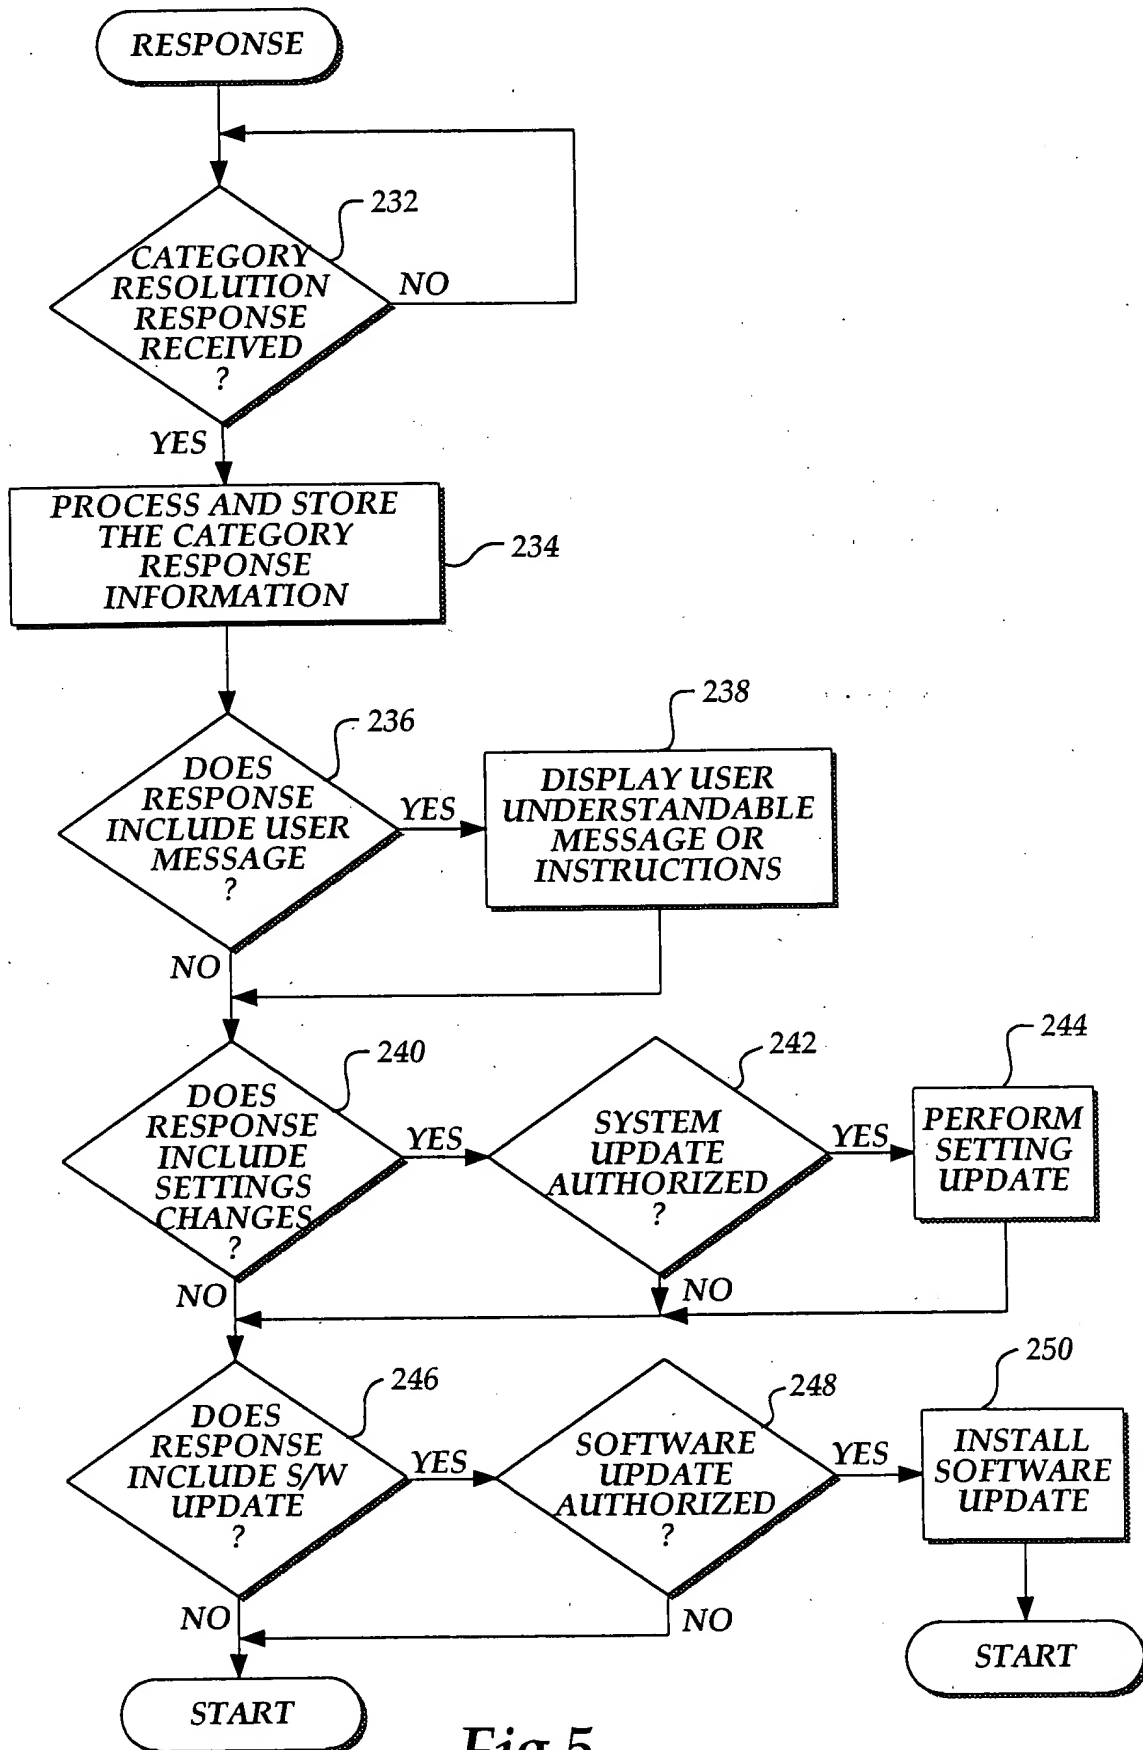 RESPONSE
232
CATEGORY
RESOLUTION
RESPONSE
RECEIVED
?
NO
YES
PROCESS AND STORE
THE CATEGORY
RESPONSE
INFORMATION
234
236
DOES
RESPONSE
INCLUDE USER
MESSAGE
?
YES
NO
238
DISPLAY USER
UNDERSTANDABLE
MESSAGE OR
INSTRUCTIONS
240
DOES
RESPONSE
INCLUDE
SETTINGS
CHANGES
?
YES
NO
242
SYSTEM
UPDATE
AUTHORIZED
?
YES
NO
244
PERFORM
SETTING
UPDATE
246
DOES
RESPONSE
INCLUDE S/W
UPDATE
?
YES
NO
248
SOFTWARE
UPDATE
AUTHORIZED
?
YES
NO
250
INSTALL
SOFTWARE
UPDATE
START
START
Fig.5